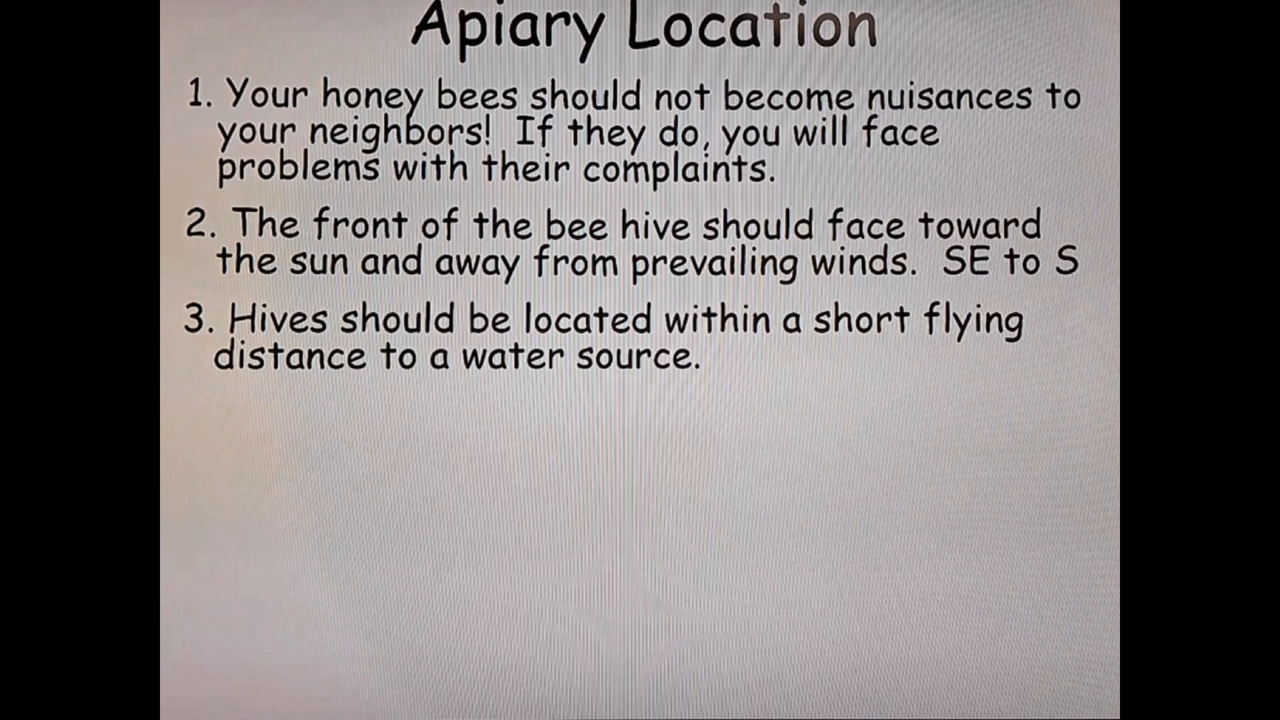 Apiary Location
1. Your honey bees should not become nuisances to
your neighbors!  If they do, you will face
problems with their complaints.
2. The front of the bee hive should face toward
the sun and away from prevailing winds.  SE to S
3. Hives should be located within a short flying
distance to a water source.